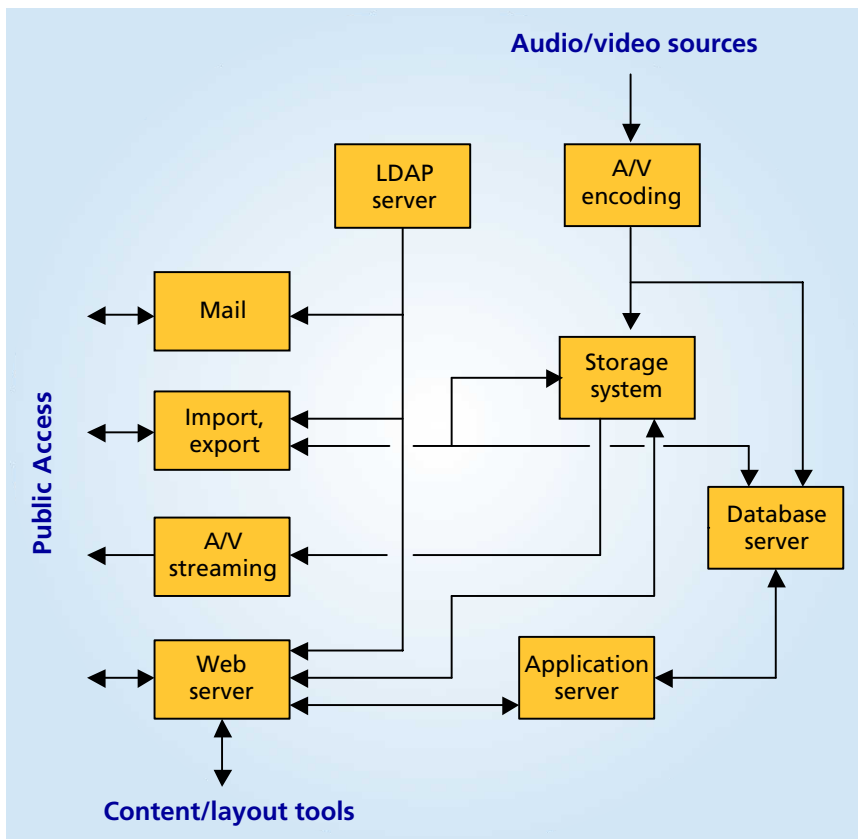 Audio/video sources
LDAP
server
A/V
encoding
Mail
Storage
system
Import,
export
Public Access
Database
server
A/V
streaming
Web
server
Application
server
Content/layout tools